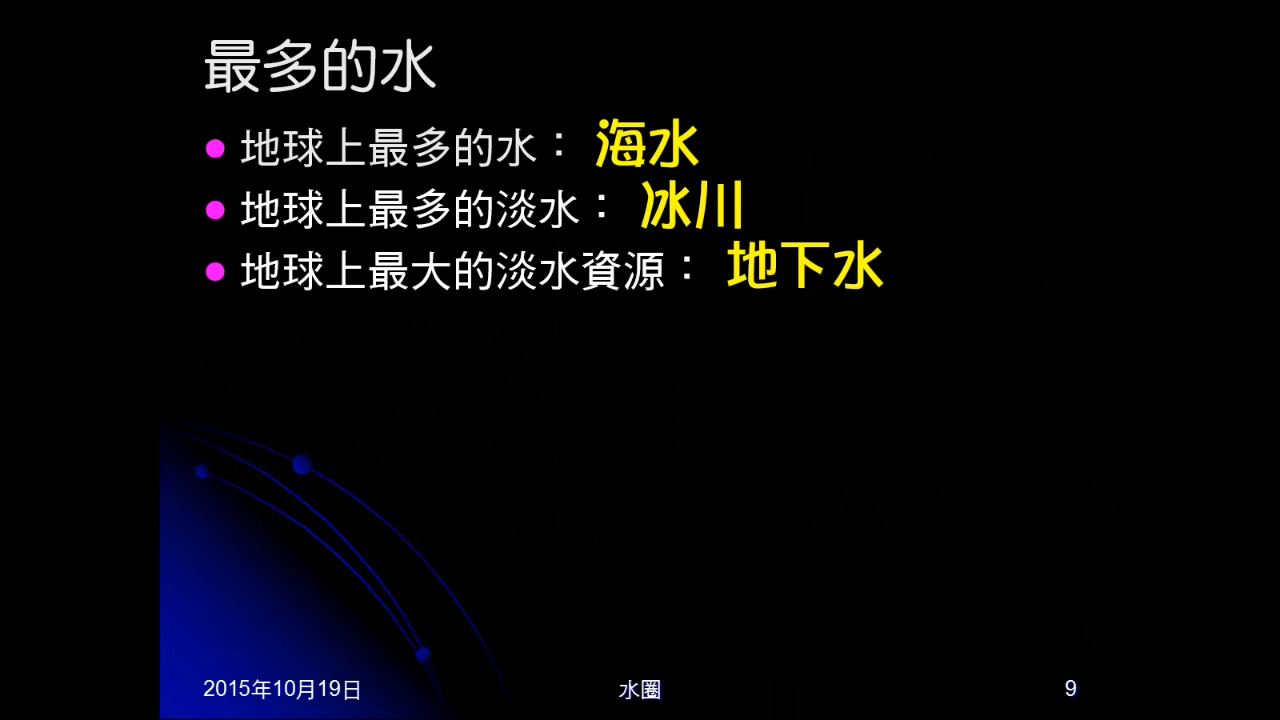 最多的水
地球上最多的水： 海水
地球上最多的淡水： 冰川
地球上最大的淡水資源： 地下水
2015年10月19日 水圈 9